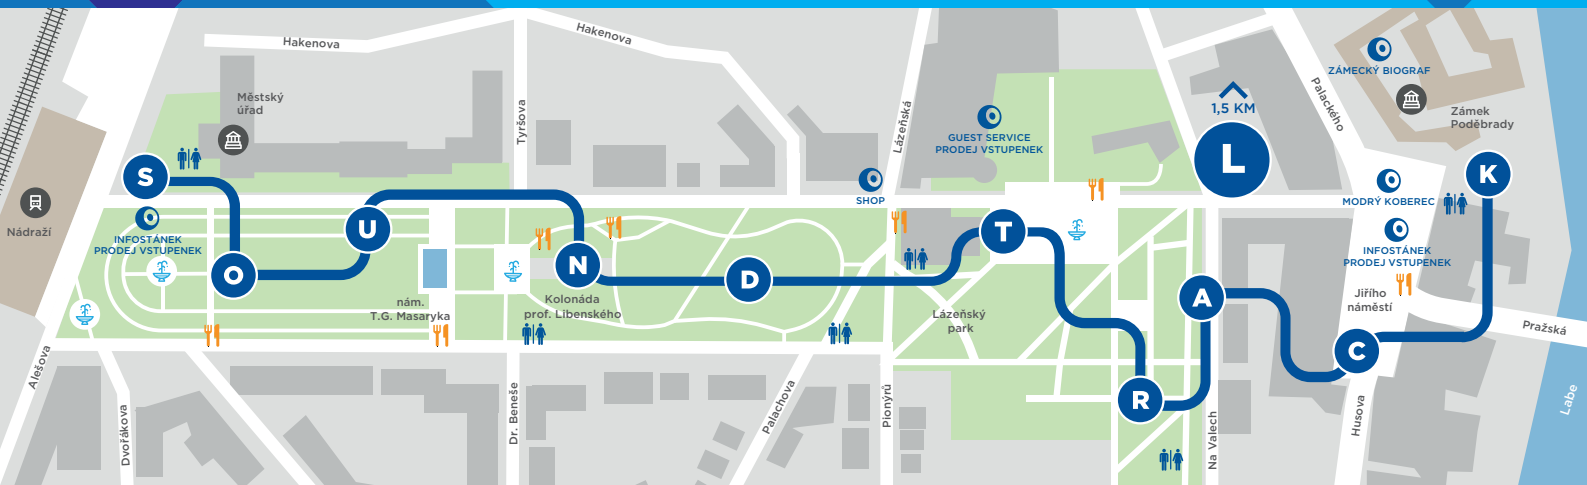 Hakenova
Hakenova
Městský
úřad
Tyršova
Lázeňská
GUEST SERVICE
PRODEJ VSTUPENEK
1,5 KM
L
Palackého
ZÁMECKÝ BIOGRAF
Zámek
Poděbrady
S
K
SHOP
MODRÝ KOBEREC
Nádraží
INFOSTÁNEK
PRODEJ VSTUPENEK
U
T
INFOSTÁNEK
PRODEJ VSTUPENEK
O
N
D
A
nám.
T.G. Masaryka
Kolonáda
prof. Libenského
Lázeňský
park
Jiřího
náměstí
Pražská
C
R
Alešova
Dvořákova
Dr. Beneše
Palachova
Pionýrů
Na Valech
Husova
Labe